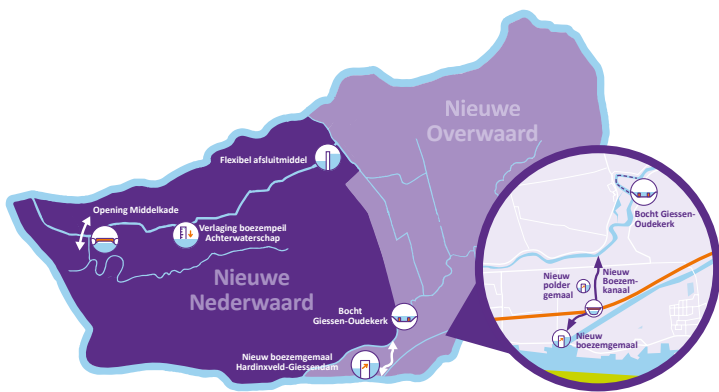 Nieuwe
Overwaard
Flexibel afsluitmiddel
Opening Middelkade
Verlaging boezempeil
Achterwaterschap
Nieuwe
Nederwaard
Bocht
Giessen-Oudekerk
Nieuw boezemgemaal
Hardinxveld-Giessendam
Bocht Giessen-
Oudekerk
Nieuw
polder
gemaal
Nieuw
Boezem-
kanaal
Nieuw
boezemgemaal